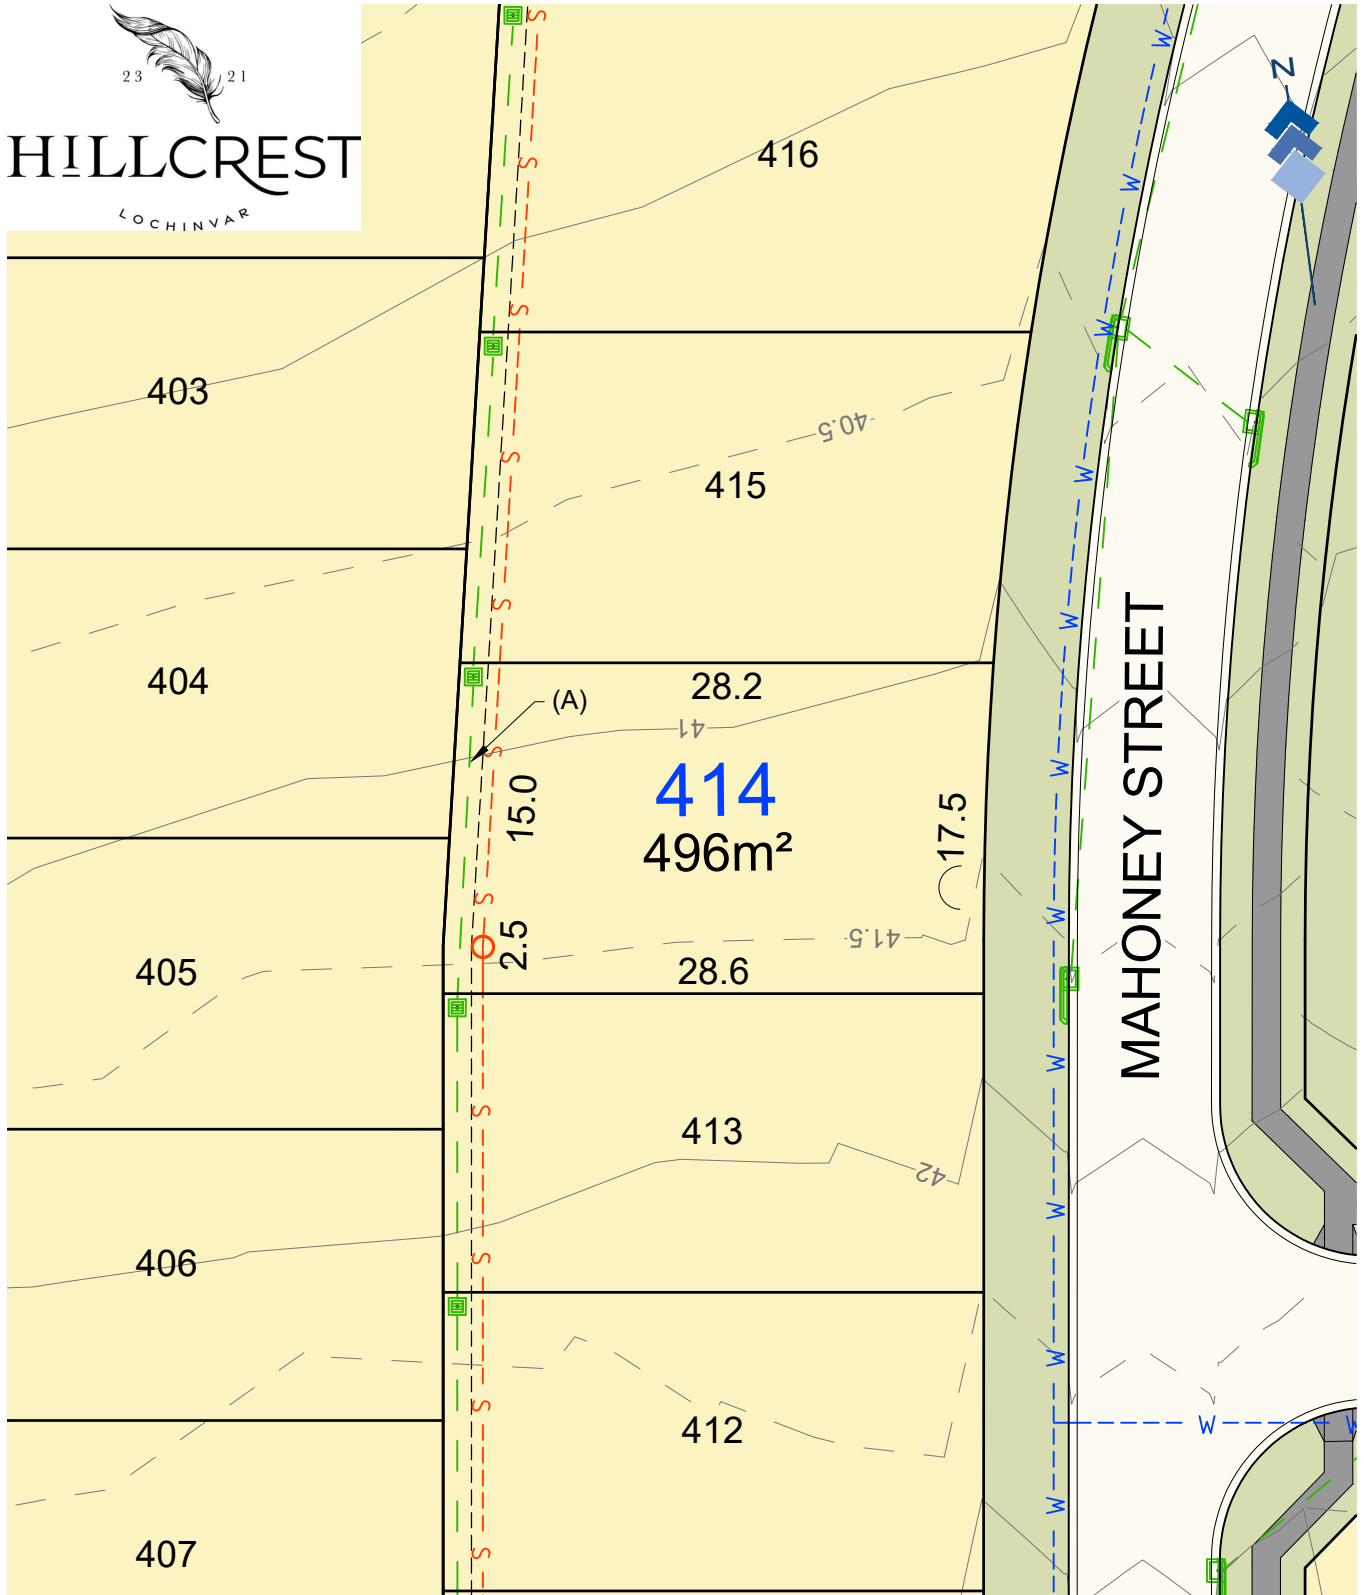 23 21
HILLCREST
LOCHINVAR
N
416
403
40.5
415
404
28.2
(A)
41
414
15.0
17.5
496m²
2.5
41.5
405
28.6
MAHONEY STREET
413
42
406
412
407
S
S
S
S
S
S
S
S
S
S
S
W
W
W
W
W
W
W
W
W
W
W
W
W